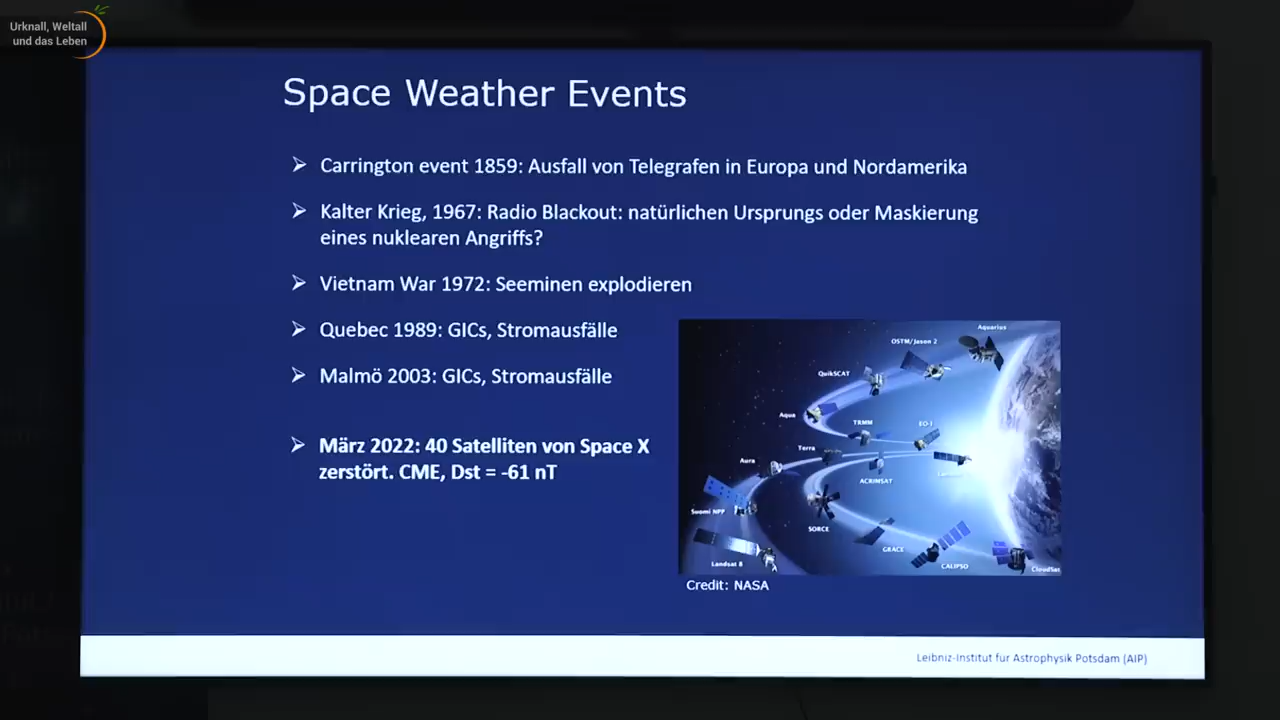 Urknall, Weltall
und das Leben
Space Weather Events
Carrington event 1859: Ausfall von Telegrafen in Europa und Nordamerika
Kalter Krieg, 1967: Radio Blackout: natürlichen Ursprungs oder Maskierung
eines nuklearen Angriffs?
Vietnam War 1972: Seeminen explodieren
Quebec 1989: GICs, Stromausfälle
Malmö 2003: GICs, Stromausfälle
März 2022: 40 Satelliten von Space X
zerstört. CME, Dst = -61 nT
Aquarius
OSTM/Jason 2
QuikSCAT
Aqua
TRMM
EO-1
Terra
Aura
ACRIMSAT
Suomi NPP
SORCE
GRACE
Landsat 8
CALIPSO
CloudSat
Credit: NASA
Leibniz-Institut für Astrophysik Potsdam (AIP)